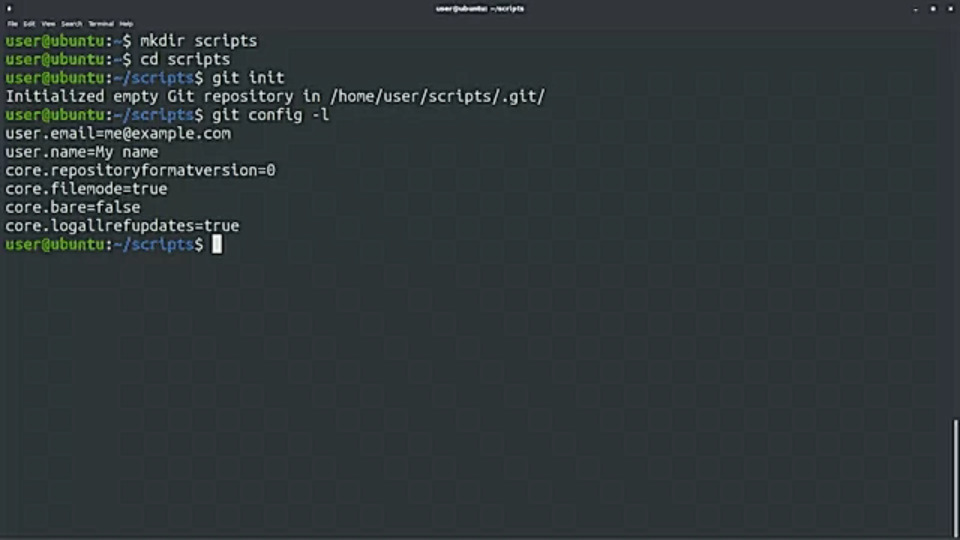 user@ubuntu: ~/scripts
File Edit View Search Terminal Help
user@ubuntu:~$ mkdir scripts
user@ubuntu:~$ cd scripts
user@ubuntu:~/scripts$ git init
Initialized empty Git repository in /home/user/scripts/.git/
user@ubuntu:~/scripts$ git config -l
user.email=me@example.com
user.name=My name
core.repositoryformatversion=0
core.filemode=true
core.bare=false
core.logallrefupdates=true
user@ubuntu:~/scripts$